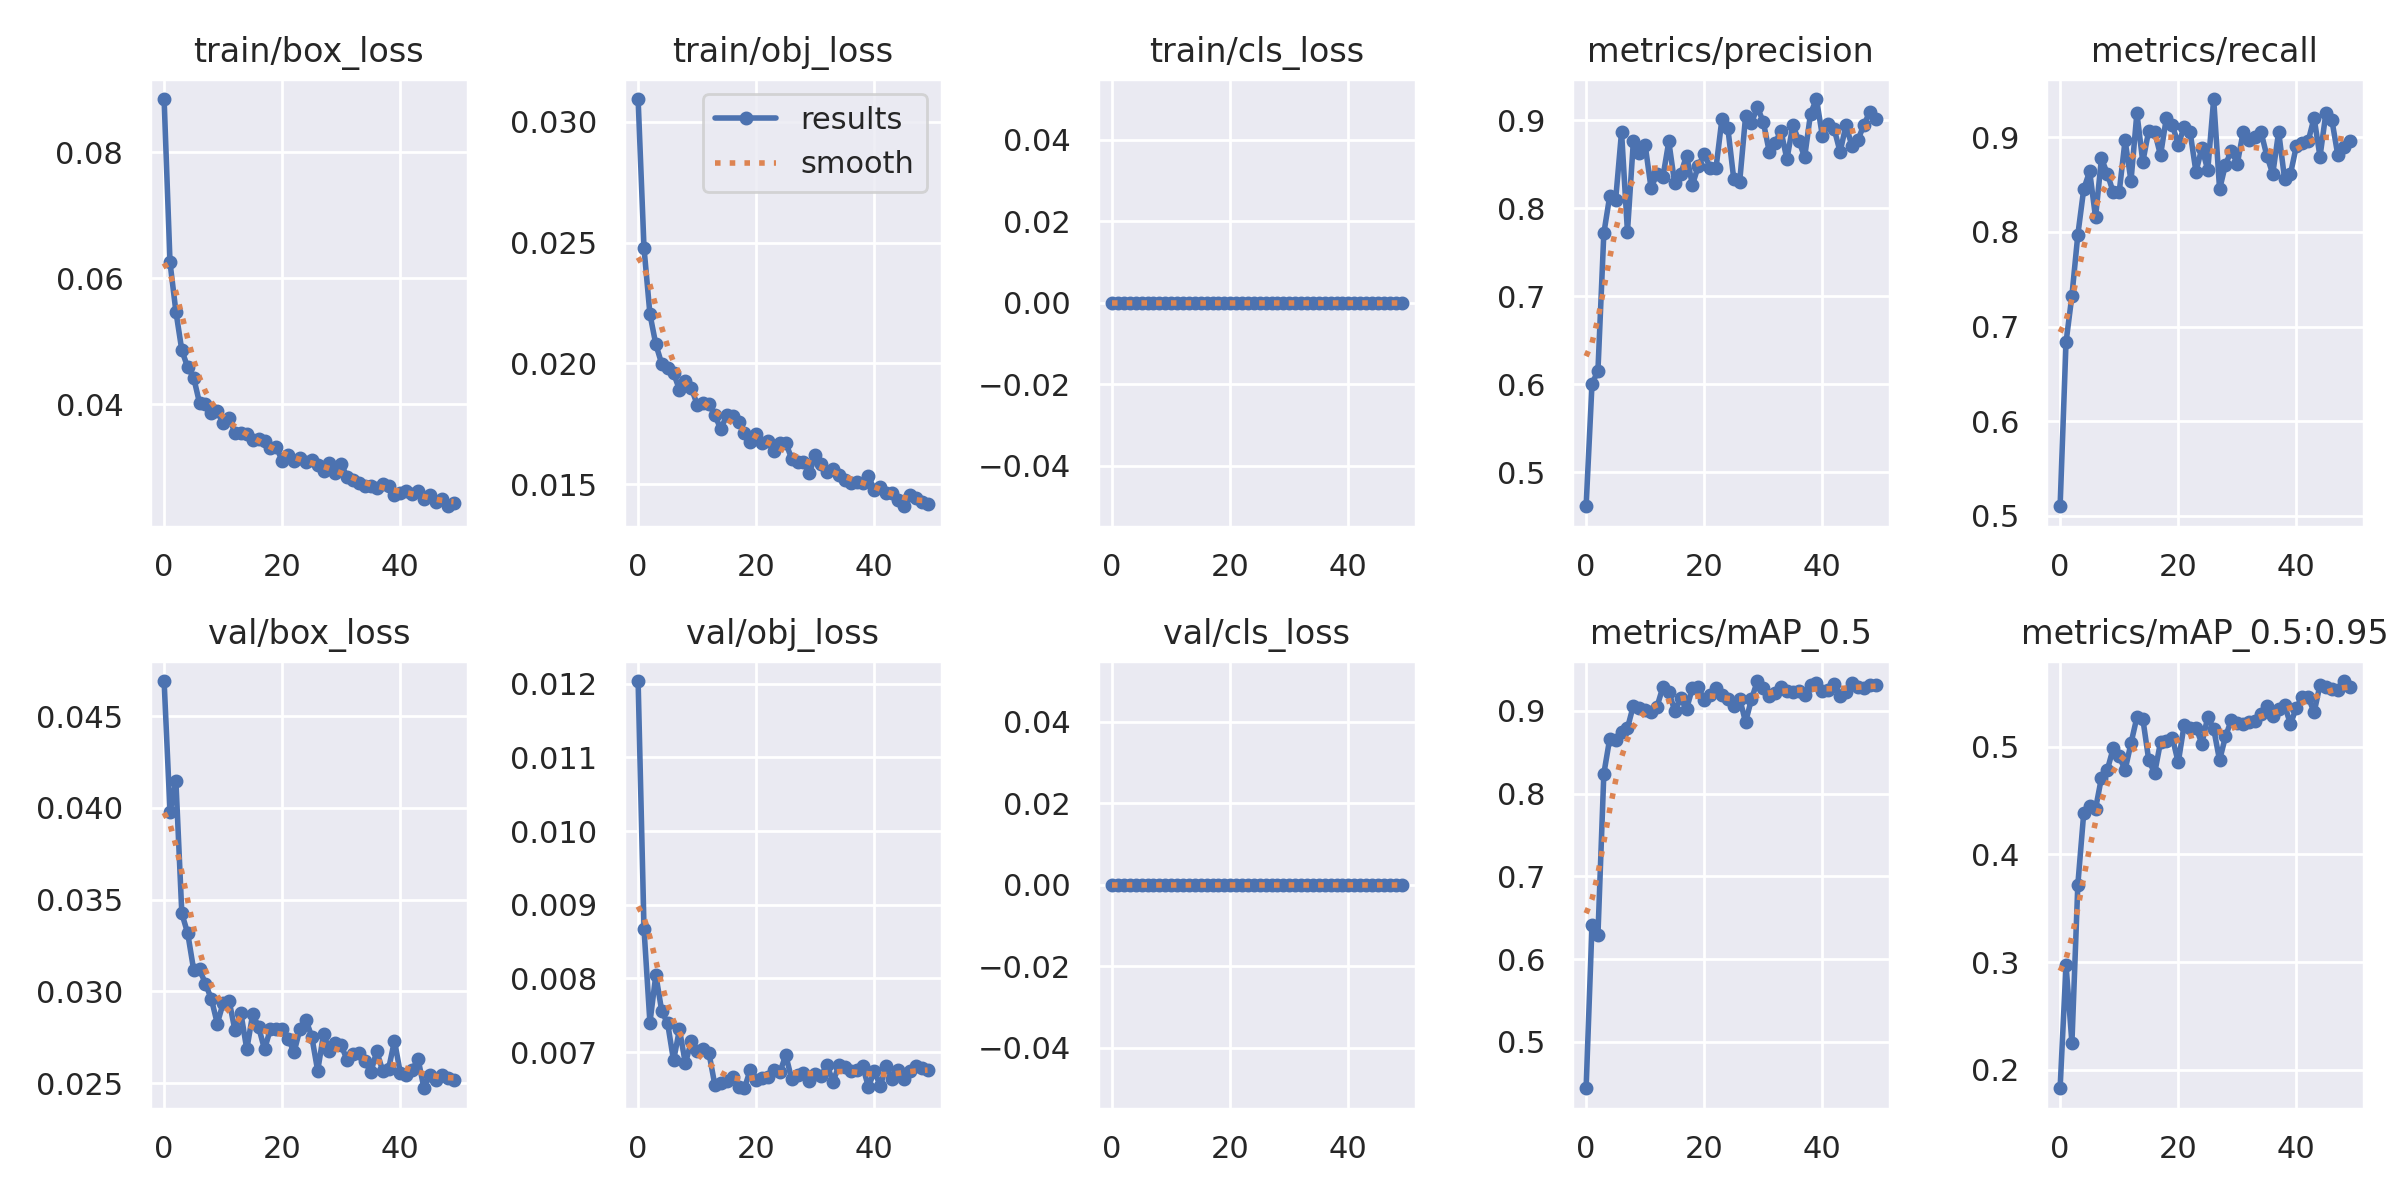 train/box_loss
train/obj_loss
train/cls_loss
metrics/precision
metrics/recall
0.08
0.06
0.04
0 20 40
results
smooth
0.030
0.025
0.020
0.015
0 20 40
0.04
0.02
0.00
−0.02
−0.04
0 20 40
0.9
0.8
0.7
0.6
0.5
0 20 40
0.9
0.8
0.7
0.6
0.5
0 20 40
val/box_loss
val/obj_loss
val/cls_loss
metrics/mAP_0.5
metrics/mAP_0.5:0.95
0.045
0.040
0.035
0.030
0.025
0 20 40
0.012
0.011
0.010
0.009
0.008
0.007
0 20 40
0.04
0.02
0.00
−0.02
−0.04
0 20 40
0.9
0.8
0.7
0.6
0.5
0 20 40
0.5
0.4
0.3
0.2
0 20 40